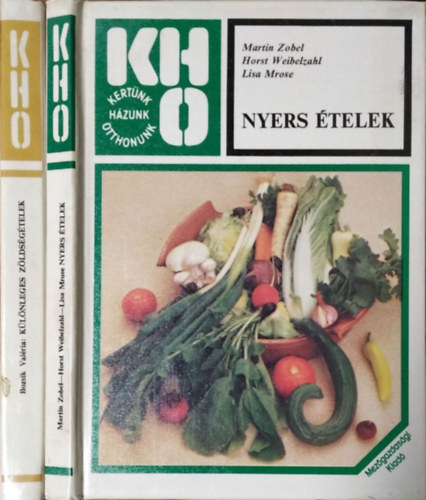 KHO
Bozsik Valéria: KÜLÖNLEGES ZÖLDSÉGÉTELEK
KHO
Martin Zobel—Horst Weibelzahl—Lisa Mrose NYERS ÉTELEK
KH
O
KERTÜNK
HÁZUNK
OTTHONUNK
Martin Zobel
Horst Weibelzahl
Lisa Mrose
NYERS ÉTELEK
Mezőgazdasági
Kiadó